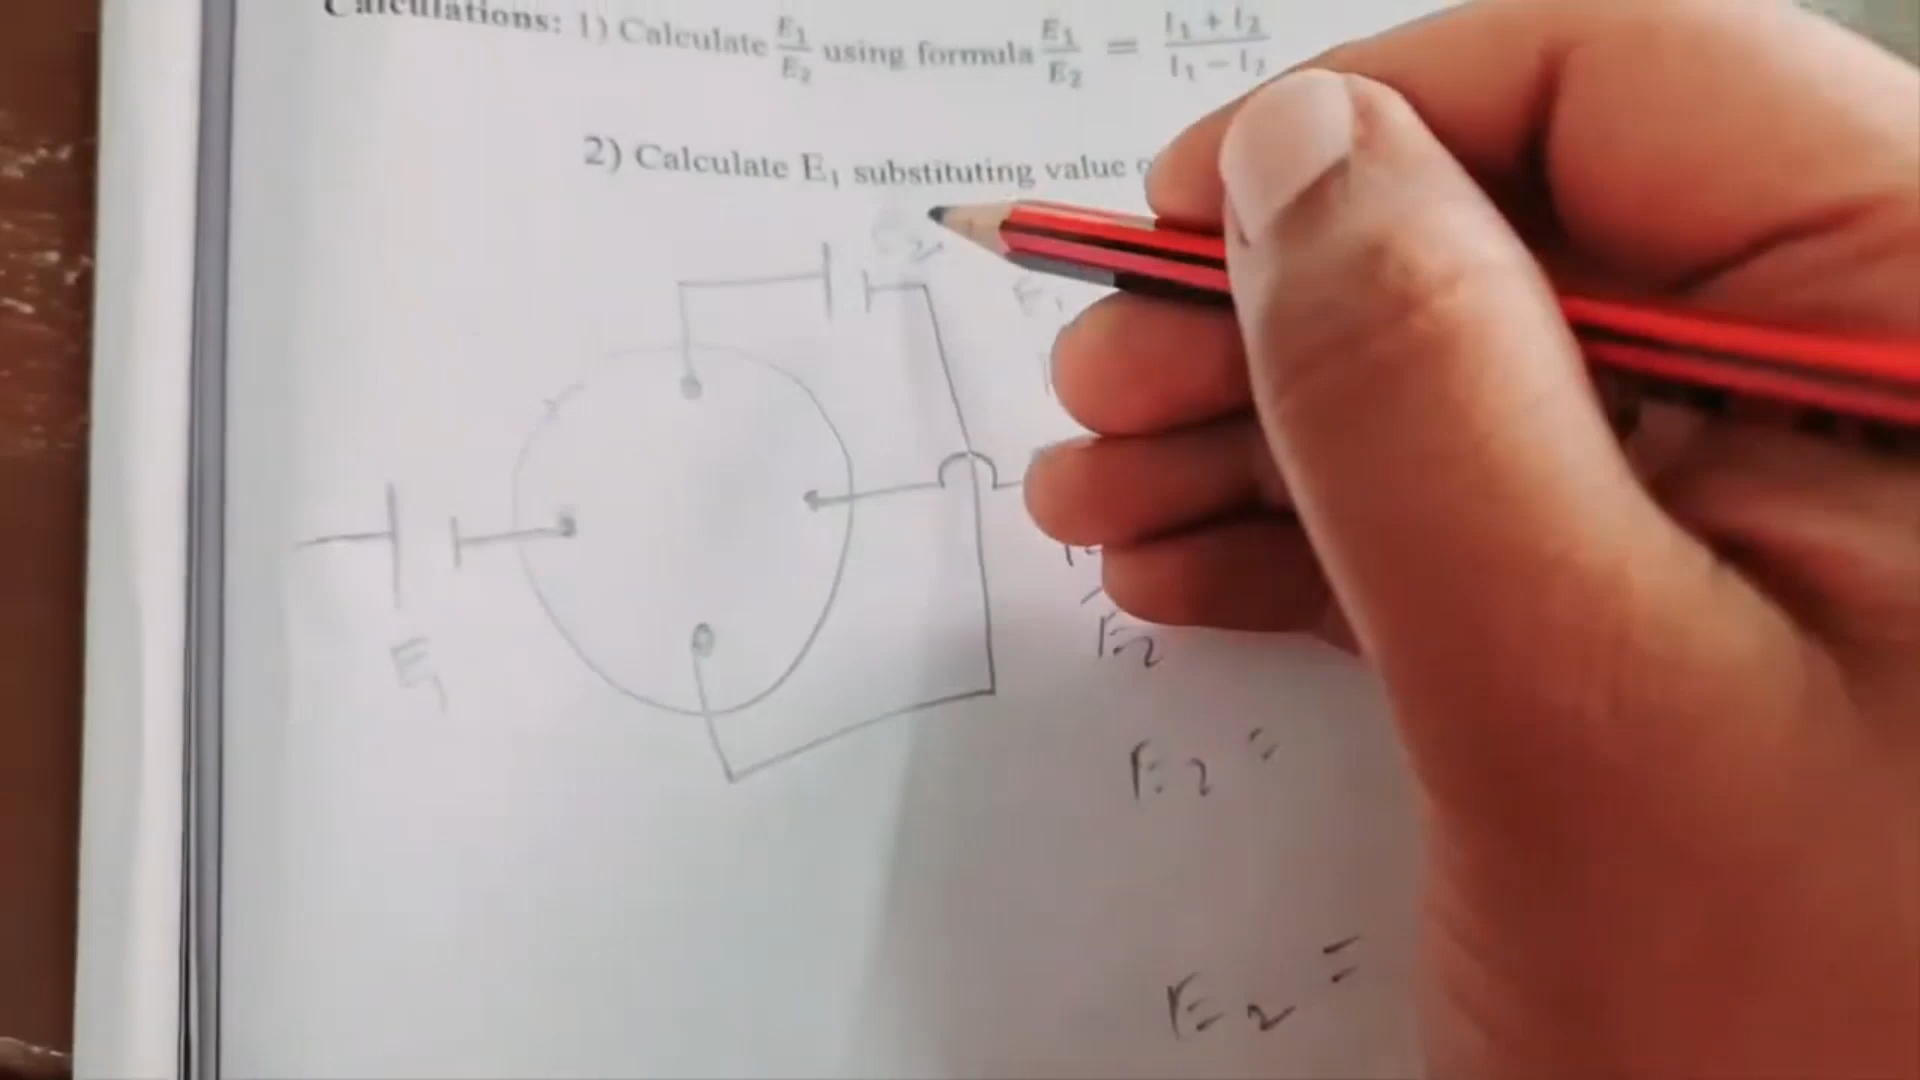 Calculations: 1) Calculate E₁/E₂ using formula E₁/E₂ = l₁ + l₂/l₁ − l₂
2) Calculate E₁ substituting value
E₂
E₁
E₂
E₂ =
E₂ =